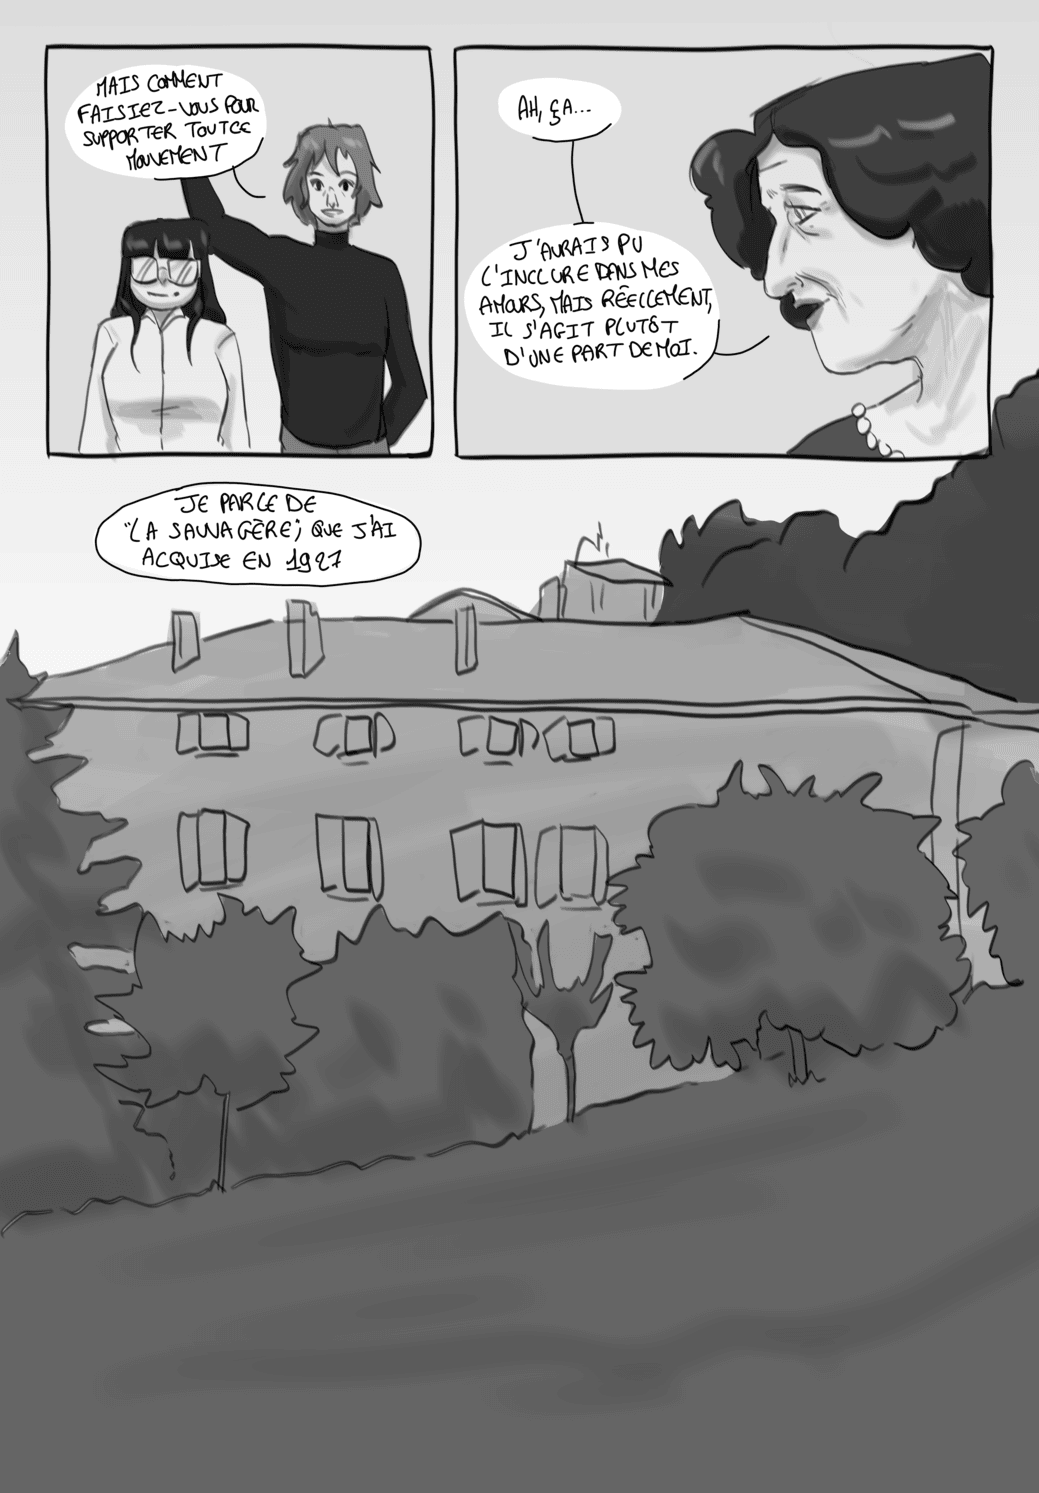 MAIS COMMENT
FAISIEZ-VOUS POUR
SUPPORTER TOUT CE
MOUVEMENT
AH, ÇA...
J'AURAIS PU
L'INCLURE DANS MES
AMOURS, MAIS RÉELLEMENT,
IL S'AGIT PLUTÔT
D'UNE PART DE MOI.
JE PARLE DE
"LA SAUVAGÈRE", QUE J'AI
ACQUISE EN 1927